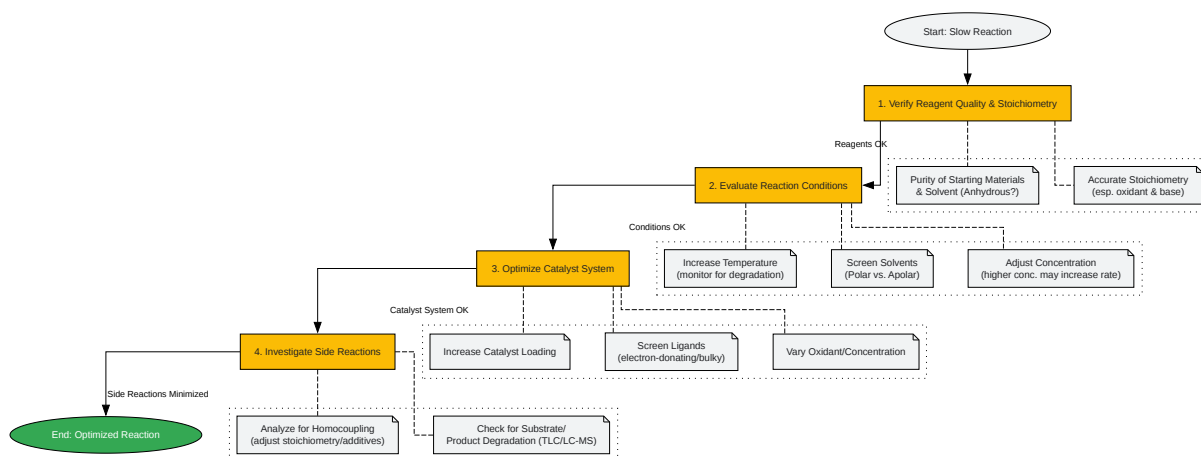 Start: Slow Reaction
1. Verify Reagent Quality & Stoichiometry
Reagents OK
Purity of Starting Materials
& Solvent (Anhydrous?)
Accurate Stoichiometry
(esp. oxidant & base)
2. Evaluate Reaction Conditions
Conditions OK
Increase Temperature
(monitor for degradation)
Screen Solvents
(Polar vs. Apolar)
Adjust Concentration
(higher conc. may increase rate)
3. Optimize Catalyst System
Catalyst System OK
Increase Catalyst Loading
Screen Ligands
(electron-donating/bulky)
Vary Oxidant/Concentration
4. Investigate Side Reactions
Side Reactions Minimized
Analyze for Homocoupling
(adjust stoichiometry/additives)
Check for Substrate/
Product Degradation (TLC/LC-MS)
End: Optimized Reaction